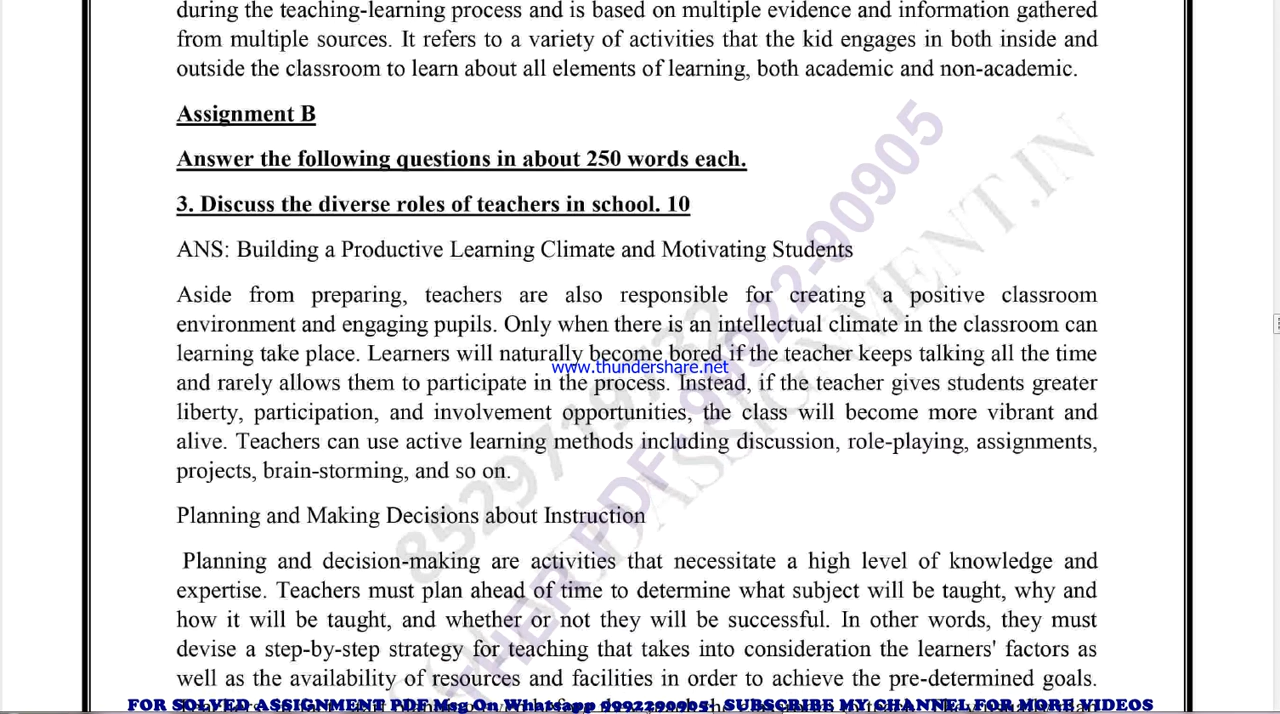 during the teaching-learning process and is based on multiple evidence and information gathered
from multiple sources. It refers to a variety of activities that the kid engages in both inside and
outside the classroom to learn about all elements of learning, both academic and non-academic.
Assignment B
Answer the following questions in about 250 words each.
3. Discuss the diverse roles of teachers in school. 10
ANS: Building a Productive Learning Climate and Motivating Students
Aside from preparing, teachers are also responsible for creating a positive classroom
environment and engaging pupils. Only when there is an intellectual climate in the classroom can
learning take place. Learners will naturally become bored if the teacher keeps talking all the time
www.thundershare.net
and rarely allows them to participate in the process. Instead, if the teacher gives students greater
liberty, participation, and involvement opportunities, the class will become more vibrant and
alive. Teachers can use active learning methods including discussion, role-playing, assignments,
projects, brain-storming, and so on.
Planning and Making Decisions about Instruction
Planning and decision-making are activities that necessitate a high level of knowledge and
expertise. Teachers must plan ahead of time to determine what subject will be taught, why and
how it will be taught, and whether or not they will be successful. In other words, they must
devise a step-by-step strategy for teaching that takes into consideration the learners' factors as
well as the availability of resources and facilities in order to achieve the pre-determined goals.
FOR SOLVED ASSIGNMENT PDF Msg On Whatsapp 9992290905- SUBSCRIBE MY CHANNEL FOR MORE VIDEOS
8529719732
PDF 99922-90905
ASSIGNMENT.IN